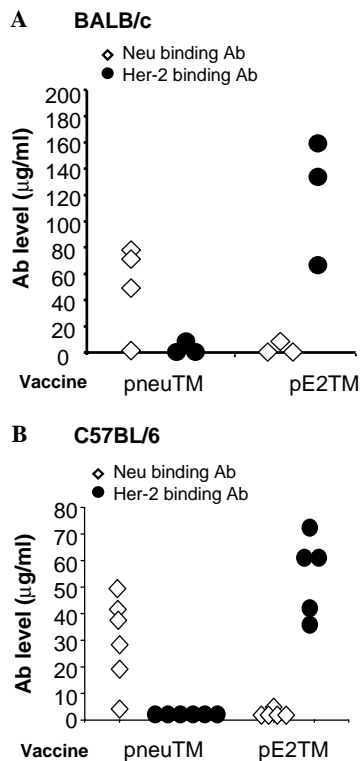 A BALB/c
◇ Neu binding Ab
● Her-2 binding Ab
Ab level (μg/ml)
200
180
160
140
120
100
80
60
40
20
0
Vaccine pneuTM pE2TM
B C57BL/6
◇ Neu binding Ab
● Her-2 binding Ab
Ab level (μg/ml)
80
70
60
50
40
30
20
10
0
Vaccine pneuTM pE2TM